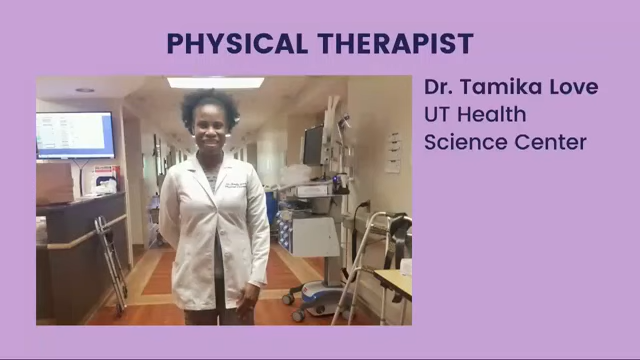 PHYSICAL THERAPIST
Dr. Tamika Love
UT Health
Science Center